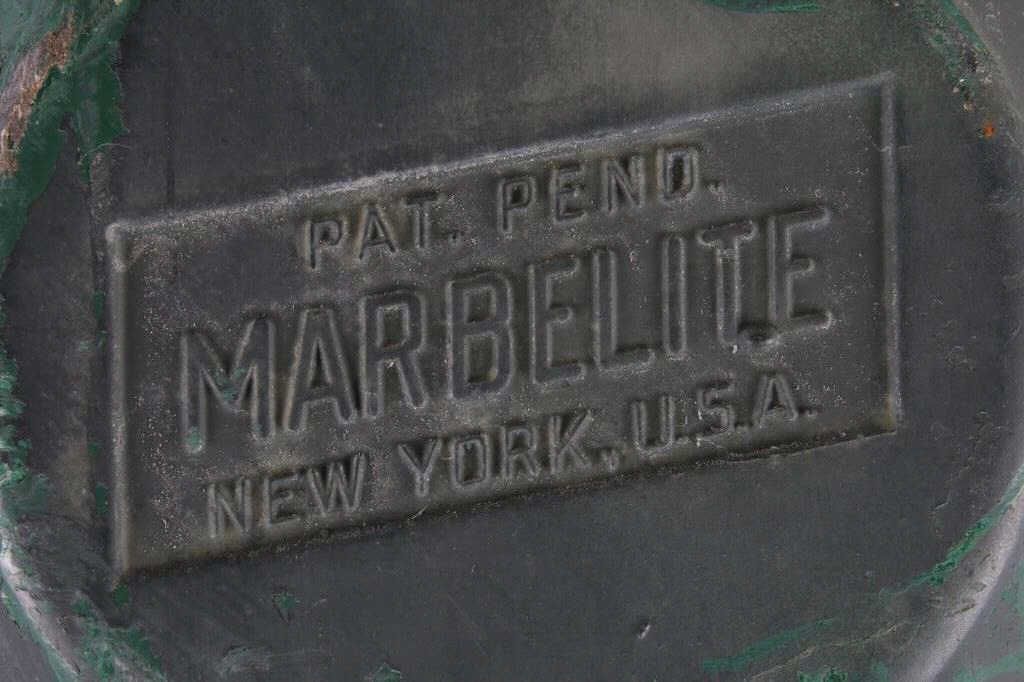 PAT. PEND.
MARBELITE
NEW YORK, U.S.A.